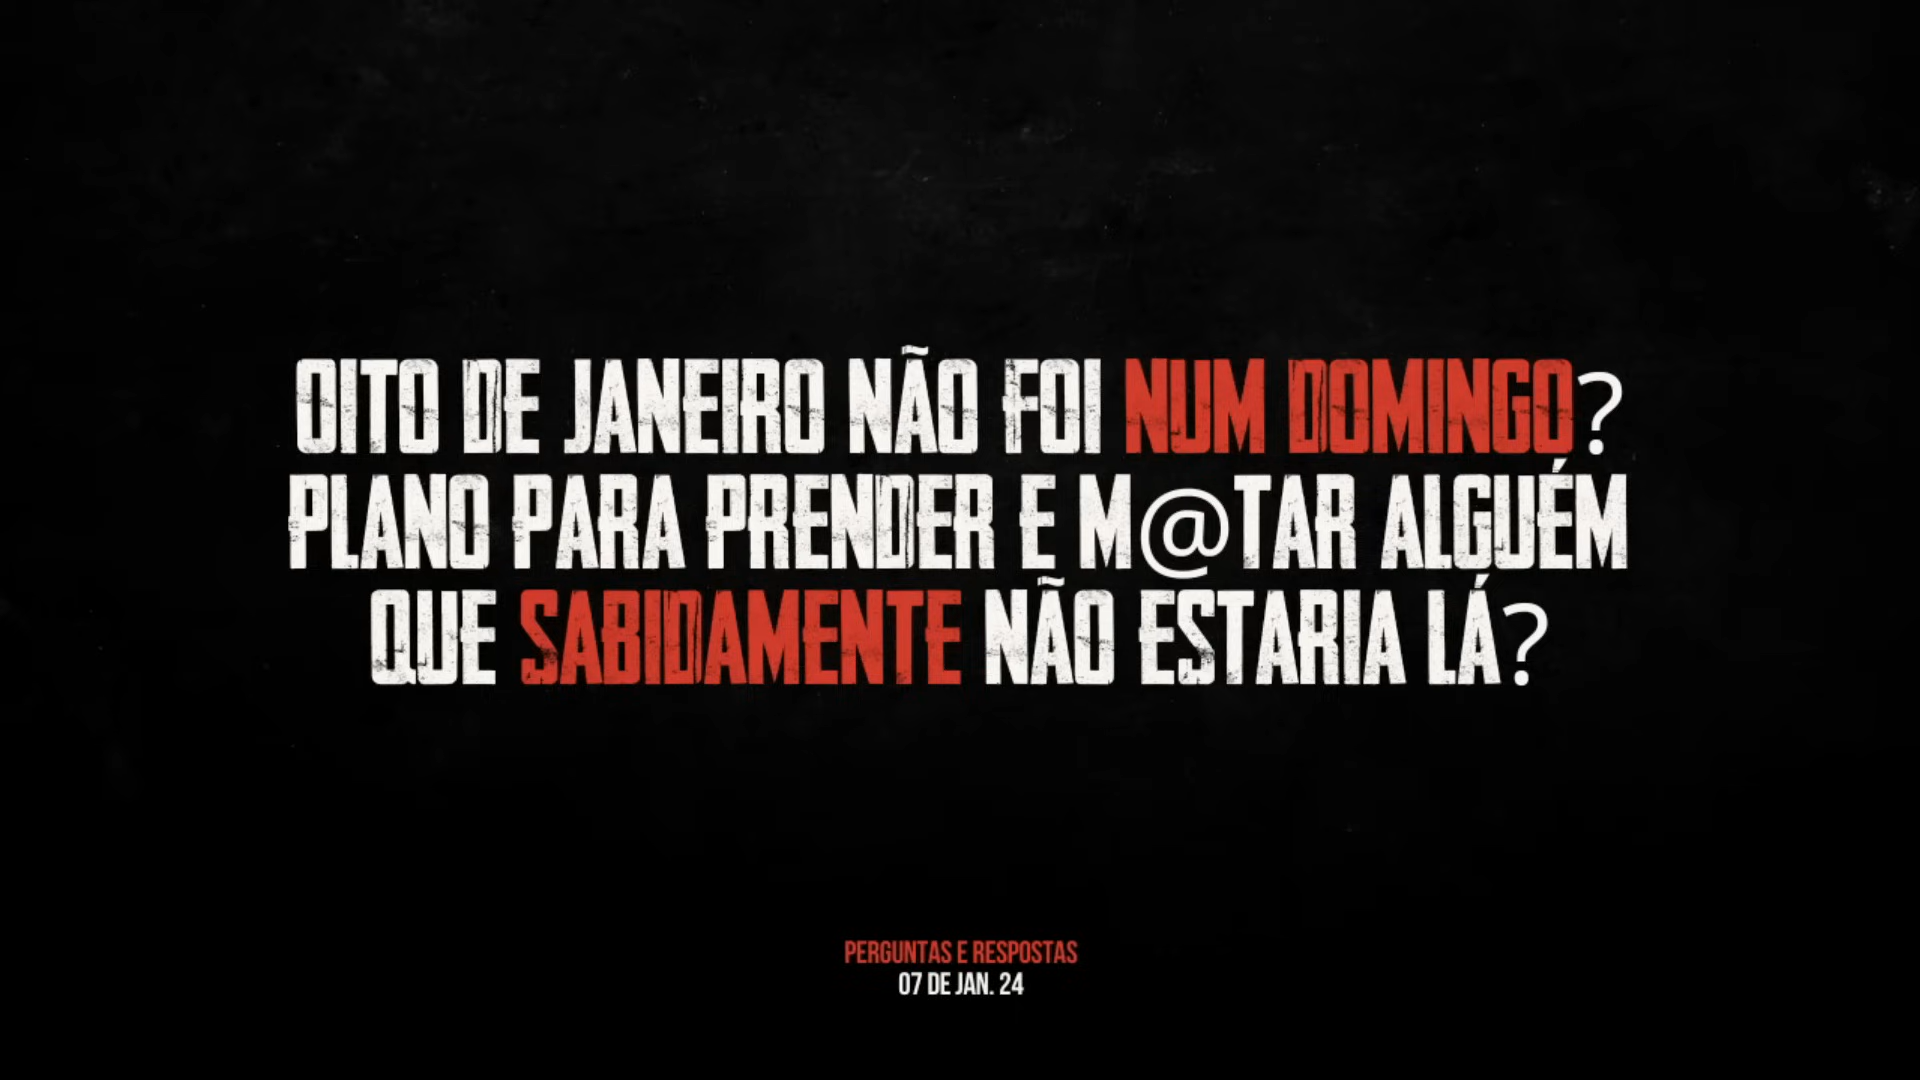 OITO DE JANEIRO NÃO FOI NUM DOMINGO?
PLANO PARA PRENDER E M@TAR ALGUÉM
QUE SABIDAMENTE NÃO ESTARIA LÁ?
PERGUNTAS E RESPOSTAS
07 DE JAN. 24